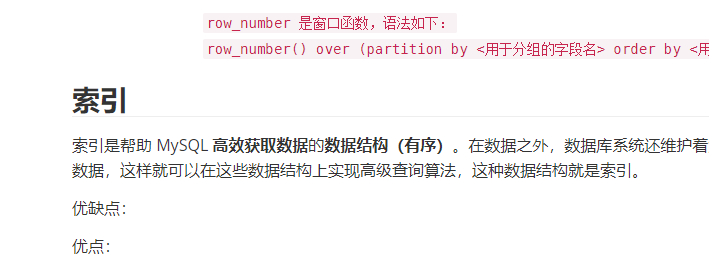 row_number 是窗口函数，语法如下：
row_number() over (partition by <用于分组的字段名> order by <用
索引
索引是帮助 MySQL 高效获取数据的数据结构（有序）。在数据之外，数据库系统还维护着
数据，这样就可以在这些数据结构上实现高级查询算法，这种数据结构就是索引。
优缺点：
优点：